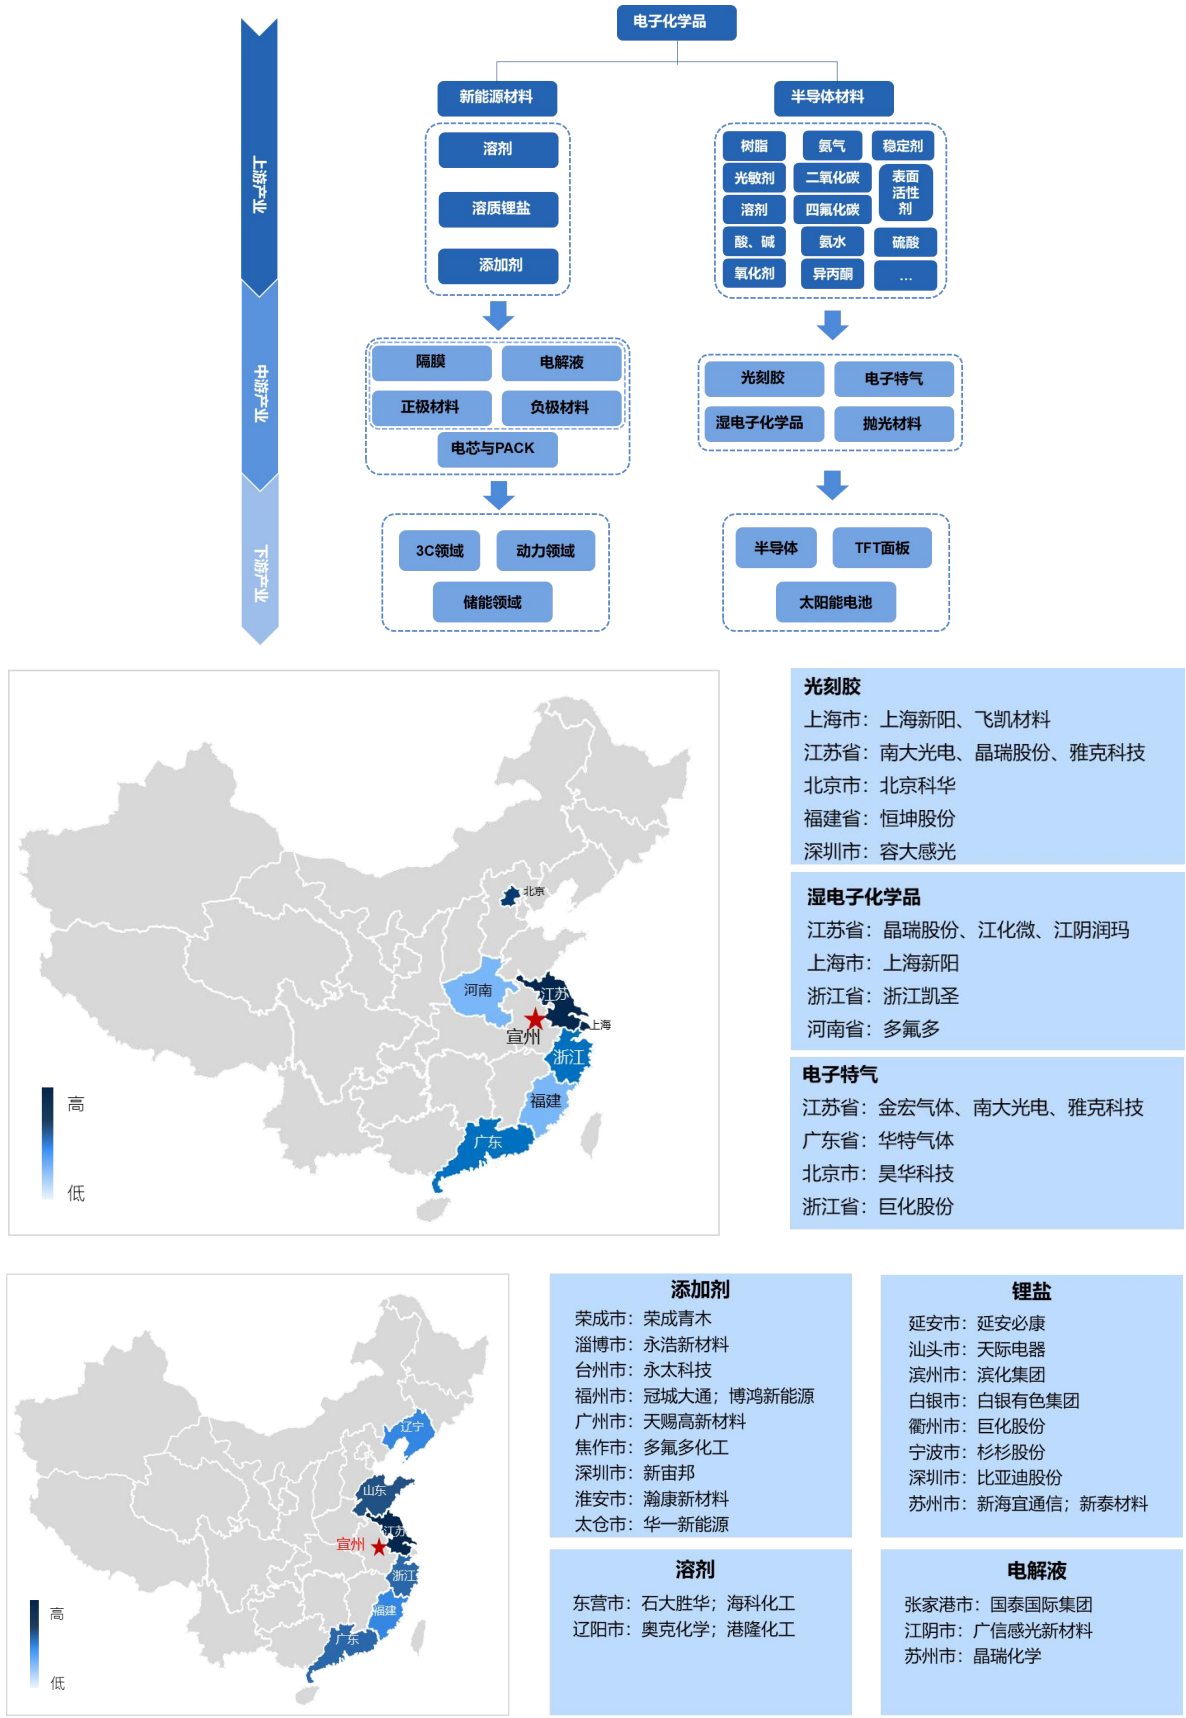 电子化学品
新能源材料
半导体材料
上游产业
溶剂
溶质锂盐
添加剂
树脂
氨气
稳定剂
光敏剂
二氧化碳
表面
活性
剂
溶剂
四氟化碳
酸、碱
氨水
硫酸
氧化剂
异丙酮
...
中游产业
隔膜
电解液
正极材料
负极材料
电芯与PACK
光刻胶
电子特气
湿电子化学品
抛光材料
下游产业
3C领域
动力领域
储能领域
半导体
TFT面板
太阳能电池
北京
河南
江苏
上海
宣州
浙江
福建
广东
高
低
光刻胶
上海市：上海新阳、飞凯材料
江苏省：南大光电、晶瑞股份、雅克科技
北京市：北京科华
福建省：恒坤股份
深圳市：容大感光
湿电子化学品
江苏省：晶瑞股份、江化微、江阴润玛
上海市：上海新阳
浙江省：浙江凯圣
河南省：多氟多
电子特气
江苏省：金宏气体、南大光电、雅克科技
广东省：华特气体
北京市：昊华科技
浙江省：巨化股份
辽宁
山东
江苏
宣州
浙江
福建
广东
高
低
添加剂
荣成市：荣成青木
淄博市：永浩新材料
台州市：永太科技
福州市：冠城大通；博鸿新能源
广州市：天赐高新材料
焦作市：多氟多化工
深圳市：新宙邦
淮安市：瀚康新材料
太仓市：华一新能源
锂盐
延安市：延安必康
汕头市：天际电器
滨州市：滨化集团
白银市：白银有色集团
衢州市：巨化股份
宁波市：杉杉股份
深圳市：比亚迪股份
苏州市：新海宜通信；新泰材料
溶剂
东营市：石大胜华；海科化工
辽阳市：奥克化学；港隆化工
电解液
张家港市：国泰国际集团
江阴市：广信感光新材料
苏州市：晶瑞化学